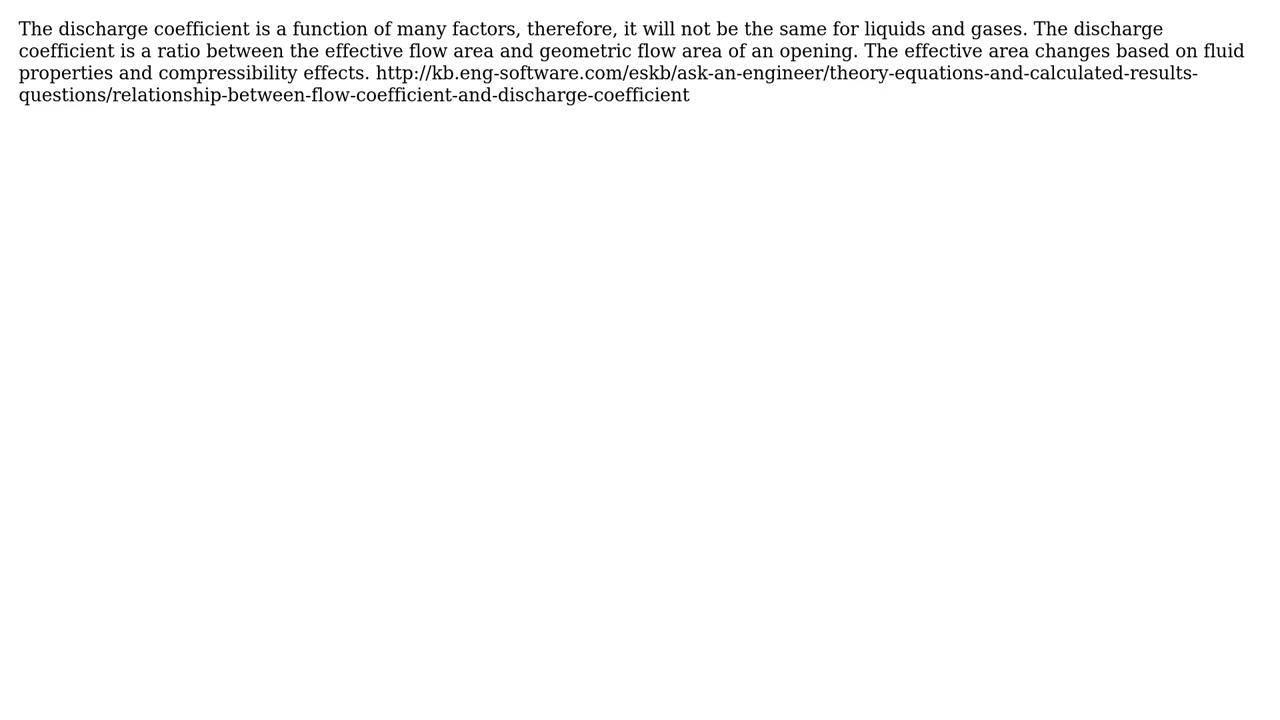 The discharge coefficient is a function of many factors, therefore, it will not be the same for liquids and gases. The discharge
coefficient is a ratio between the effective flow area and geometric flow area of an opening. The effective area changes based on fluid
properties and compressibility effects. http://kb.eng-software.com/eskb/ask-an-engineer/theory-equations-and-calculated-results-
questions/relationship-between-flow-coefficient-and-discharge-coefficient